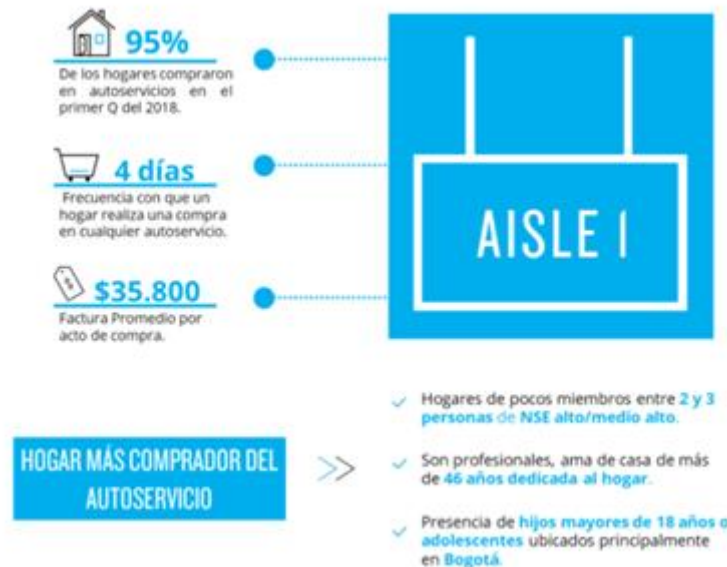 95%
De los hogares compraron
en autoservicios en el
primer Q del 2018.
4 días
Frecuencia con que un
hogar realiza una compra
en cualquier autoservicio.
$35.800
Factura Promedio por
acto de compra.
AISLE 1
HOGAR MÁS COMPRADOR DEL
AUTOSERVICIO
Hogares de pocos miembros entre 2 y 3
personas de NSE alto/medio alto.
Son profesionales, ama de casa de más
de 46 años dedicada al hogar.
Presencia de hijos mayores de 18 años o
adolescentes ubicados principalmente
en Bogotá.